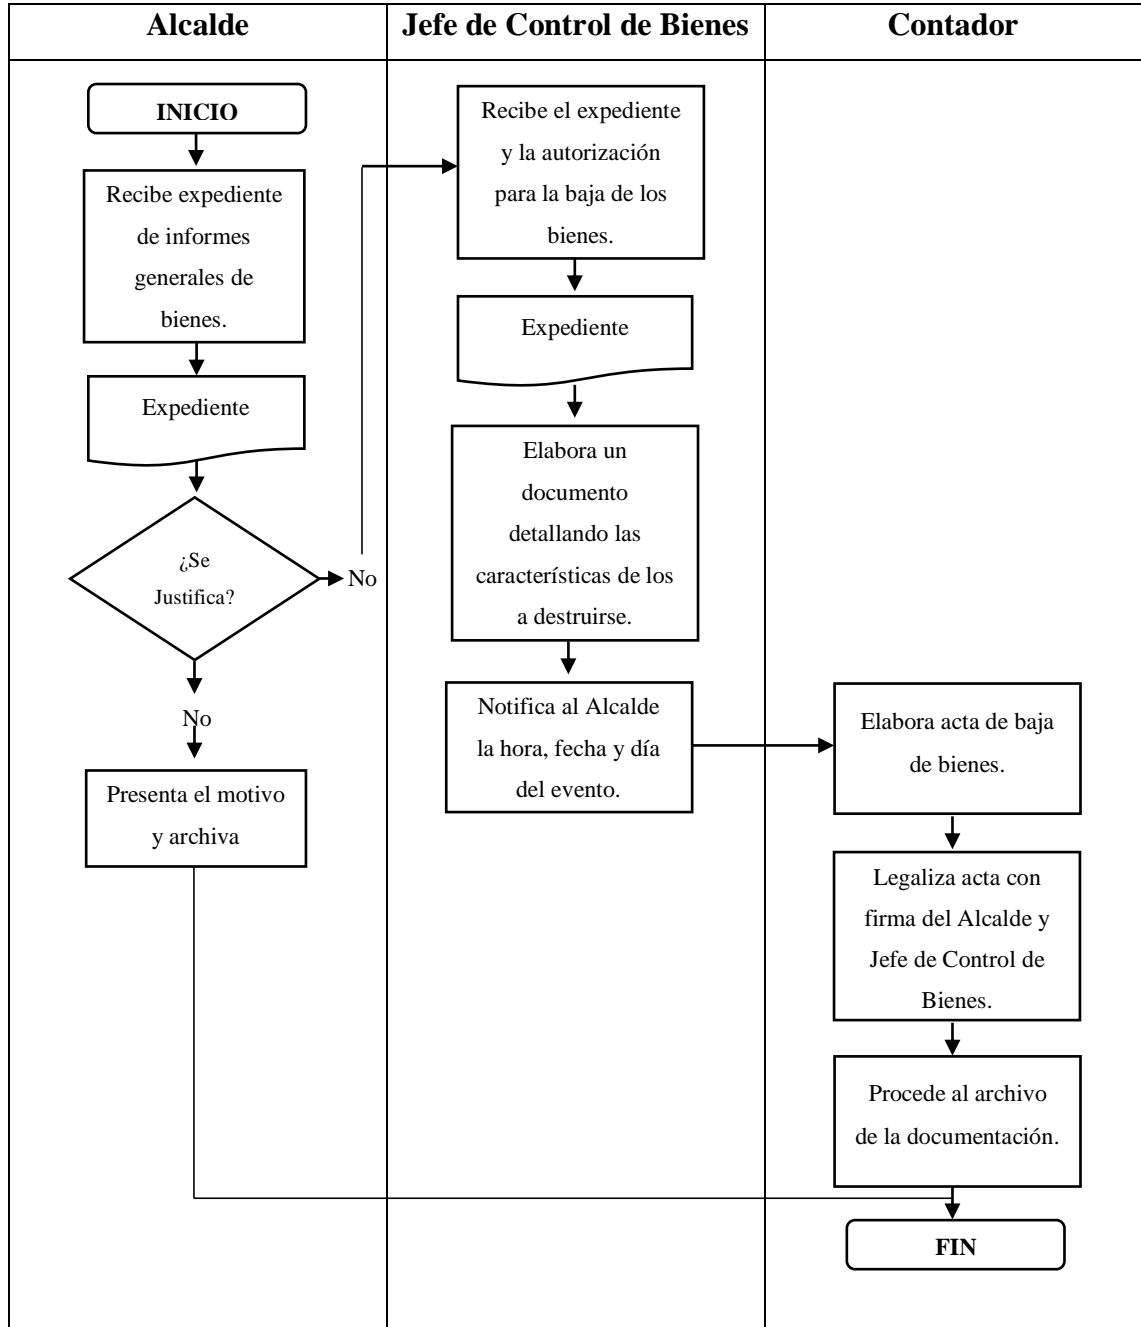 Alcalde
Jefe de Control de Bienes
Contador
INICIO
Recibe expediente
de informes
generales de
bienes.
Expediente
¿Se
Justifica?
No
No
Presenta el motivo
y archiva
Recibe el expediente
y la autorización
para la baja de los
bienes.
Expediente
Elabora un
documento
detallando las
características de los
a destruirse.
Notifica al Alcalde
la hora, fecha y día
del evento.
Elabora acta de baja
de bienes.
Legaliza acta con
firma del Alcalde y
Jefe de Control de
Bienes.
Procede al archivo
de la documentación.
FIN